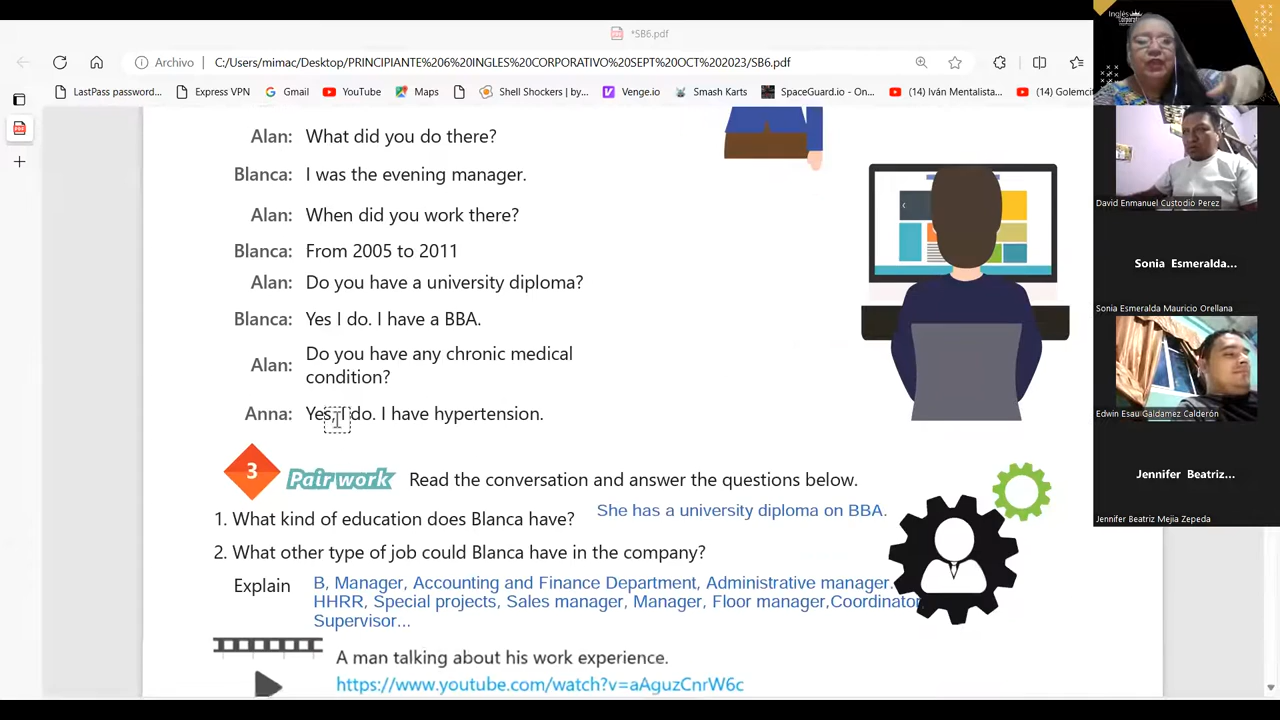 *SB6.pdf
Archivo
C:/Users/mimac/Desktop/PRINCIPIANTE%206%20INGLES%20CORPORATIVO%20SEPT%20OCT%202023/SB6.pdf
LastPass password...
Express VPN
Gmail
YouTube
Maps
Shell Shockers | by...
Venge.io
Smash Karts
SpaceGuard.io - On...
(14) Iván Mentalista...
(14) Golemci
Alan: What did you do there?
Blanca: I was the evening manager.
Alan: When did you work there?
Blanca: From 2005 to 2011
Alan: Do you have a university diploma?
Blanca: Yes I do. I have a BBA.
Alan: Do you have any chronic medical
condition?
Anna: Yes, I do. I have hypertension.
3
Pair work Read the conversation and answer the questions below.
1. What kind of education does Blanca have? She has a university diploma on BBA.
2. What other type of job could Blanca have in the company?
Explain B, Manager, Accounting and Finance Department, Administrative manager.
HHRR, Special projects, Sales manager, Manager, Floor manager,Coordinator,
Supervisor...
A man talking about his work experience.
https://www.youtube.com/watch?v=aAguzCnrW6c
Inglés
Corporativo
David Enmanuel Custodio Perez
Sonia Esmeralda...
Sonia Esmeralda Mauricio Orellana
Edwin Esau Galdamez Calderón
Jennifer Beatriz...
Jennifer Beatriz Mejia Zepeda